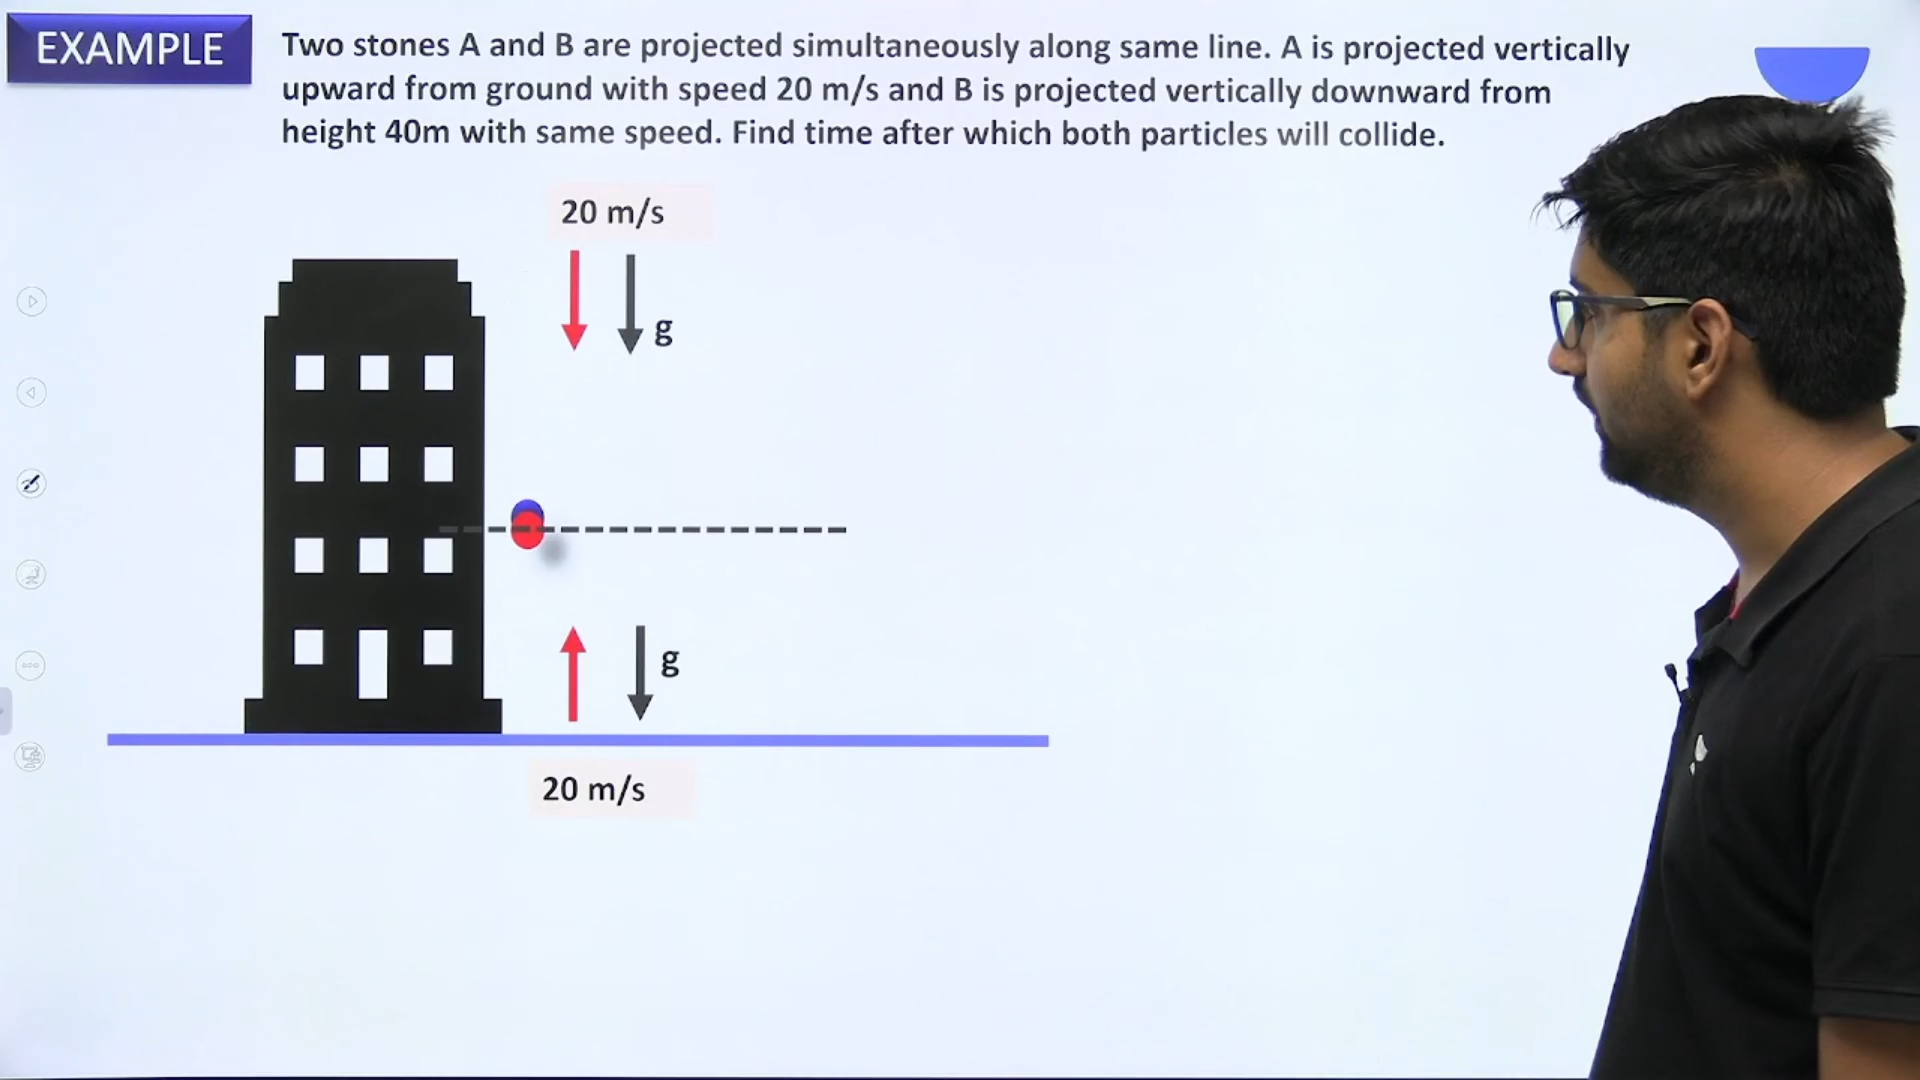 EXAMPLE
Two stones A and B are projected simultaneously along same line. A is projected vertically
upward from ground with speed 20 m/s and B is projected vertically downward from
height 40m with same speed. Find time after which both particles will collide.
20 m/s
g
g
20 m/s